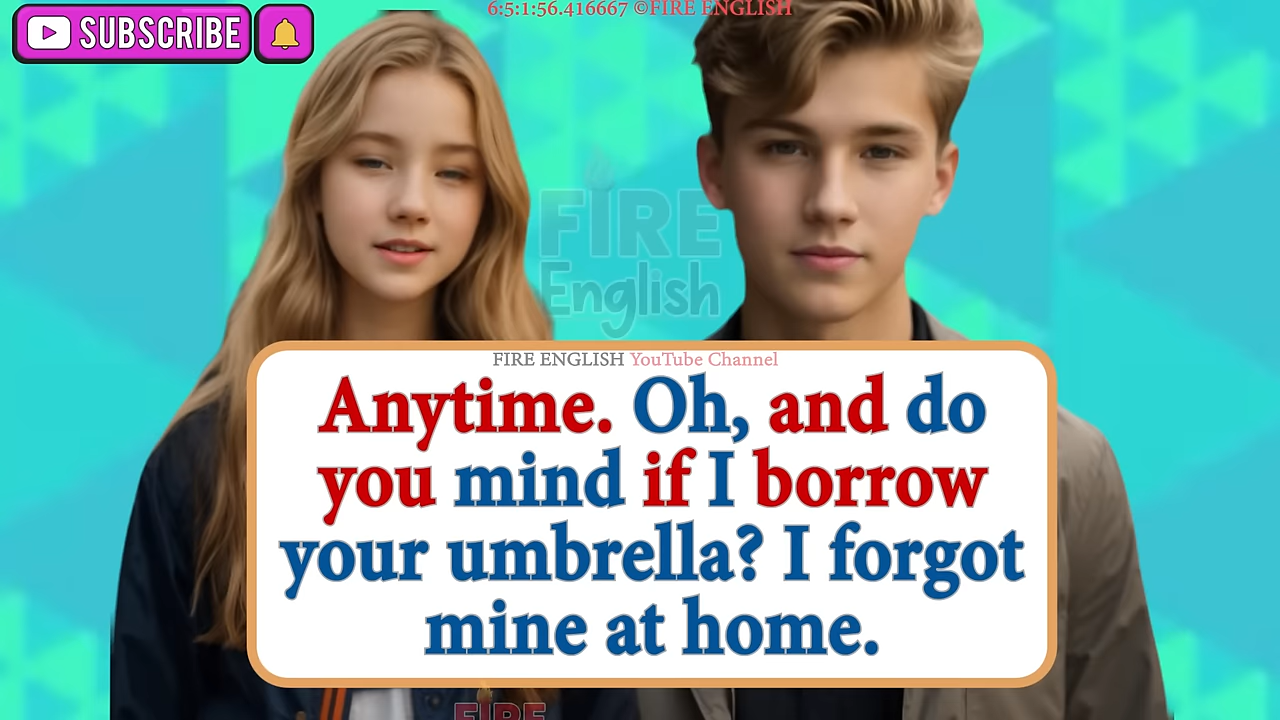 6:5:1:56.416667 ©FIRE ENGLISH
SUBSCRIBE
FIRE
English
FIRE ENGLISH YouTube Channel
Anytime. Oh, and do
you mind if I borrow
your umbrella? I forgot
mine at home.
FIRE